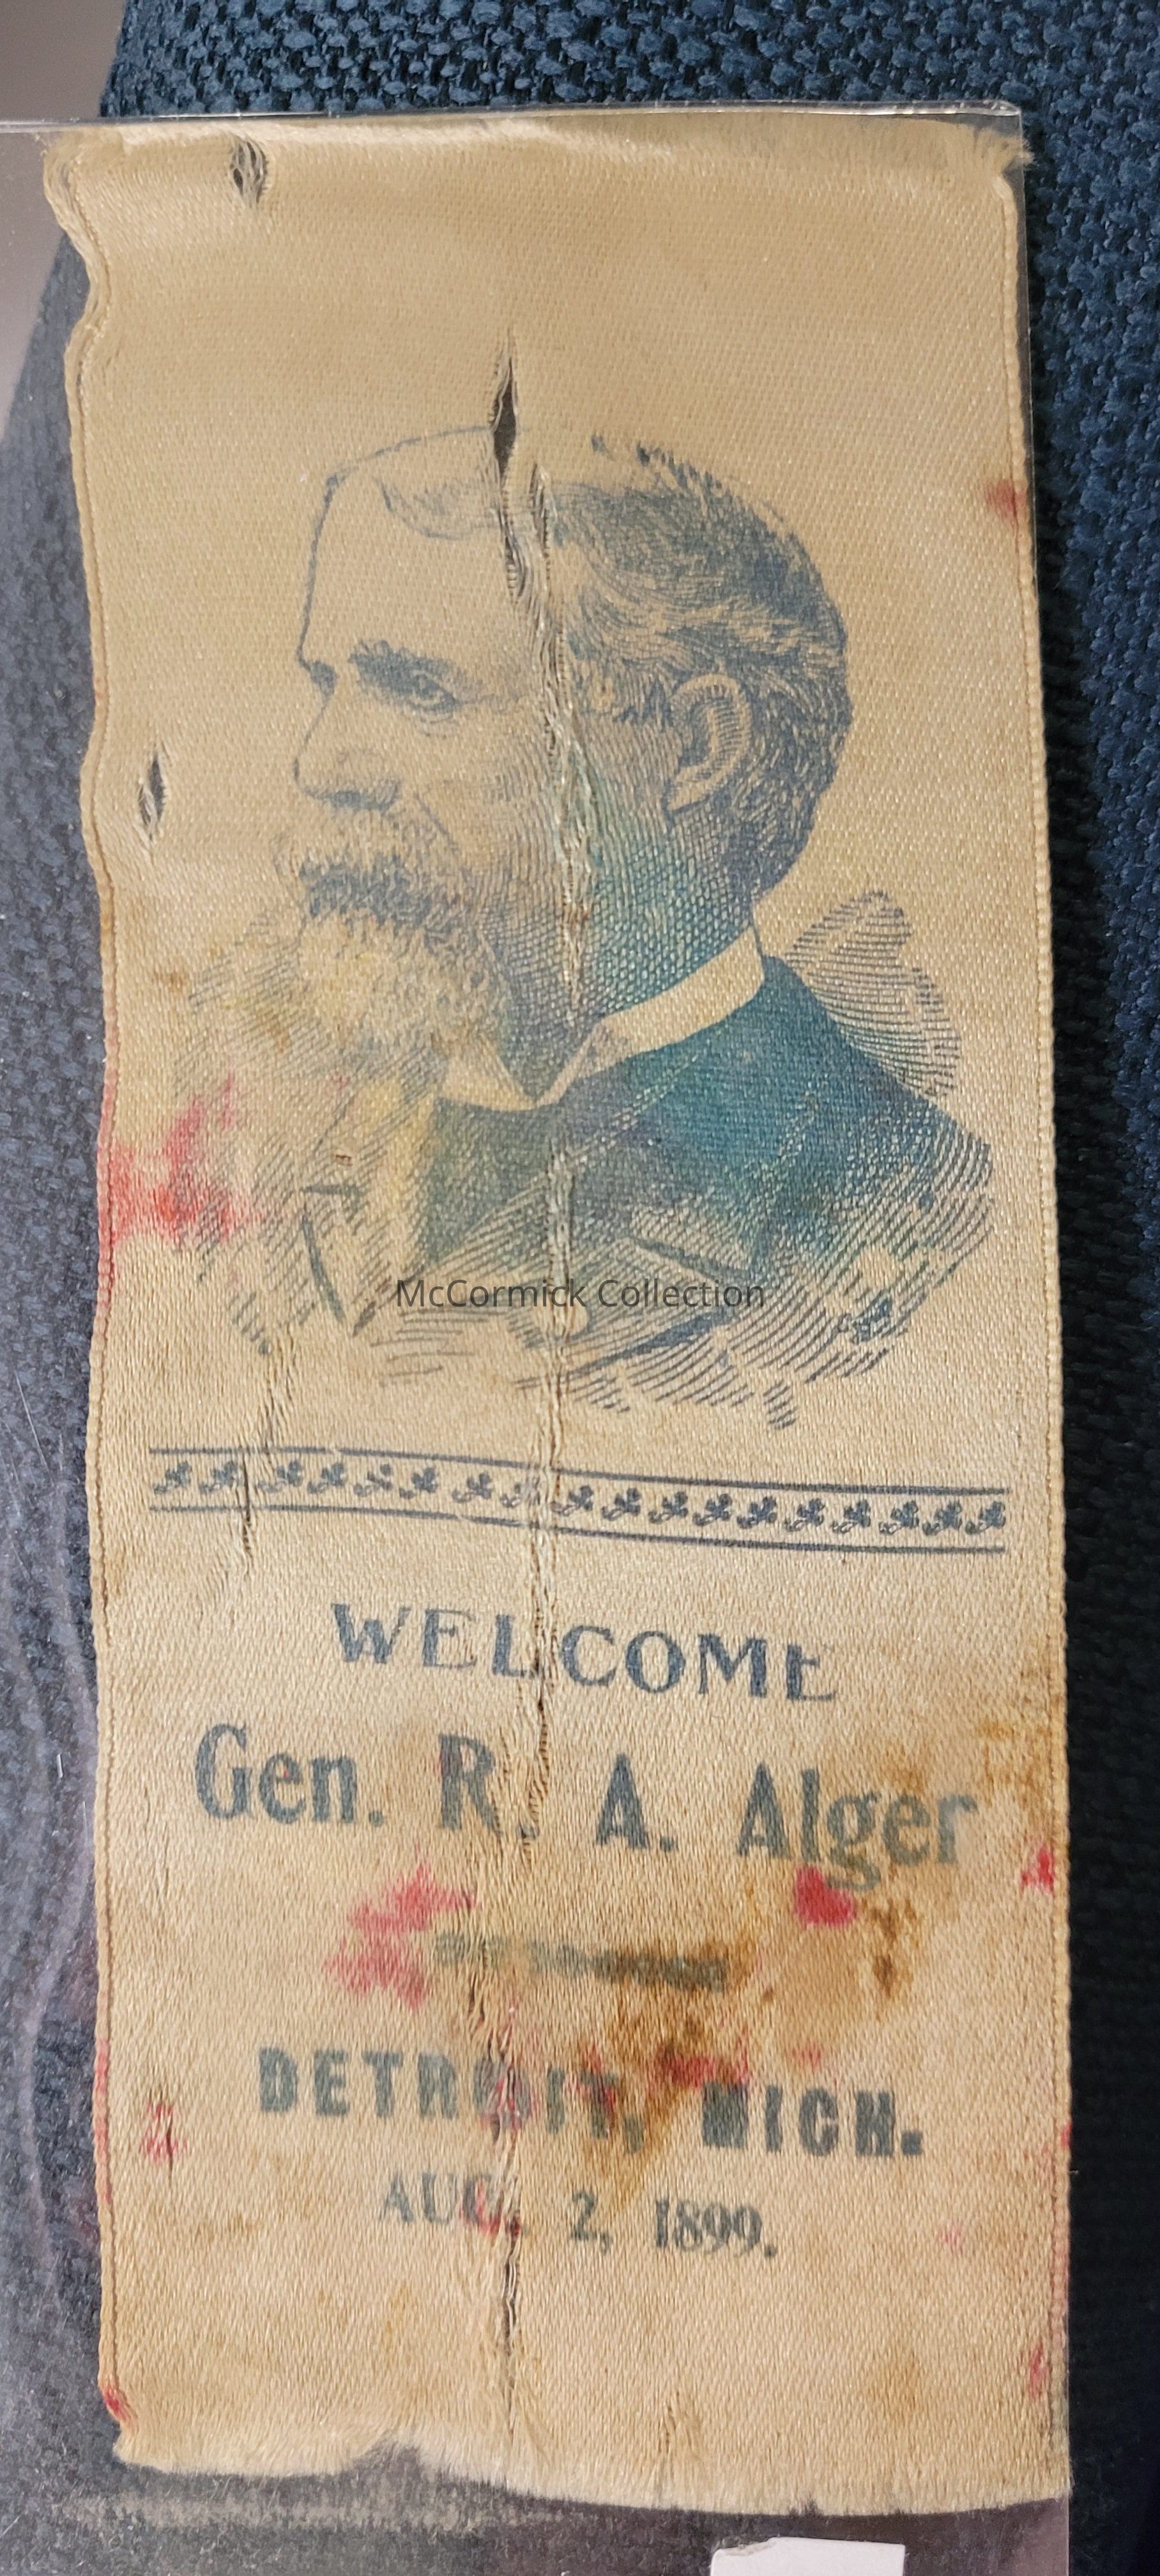 McCormick Collection
WELCOME
Gen. R. A. Alger
DETROIT, MICH.
AUG. 2, 1899.